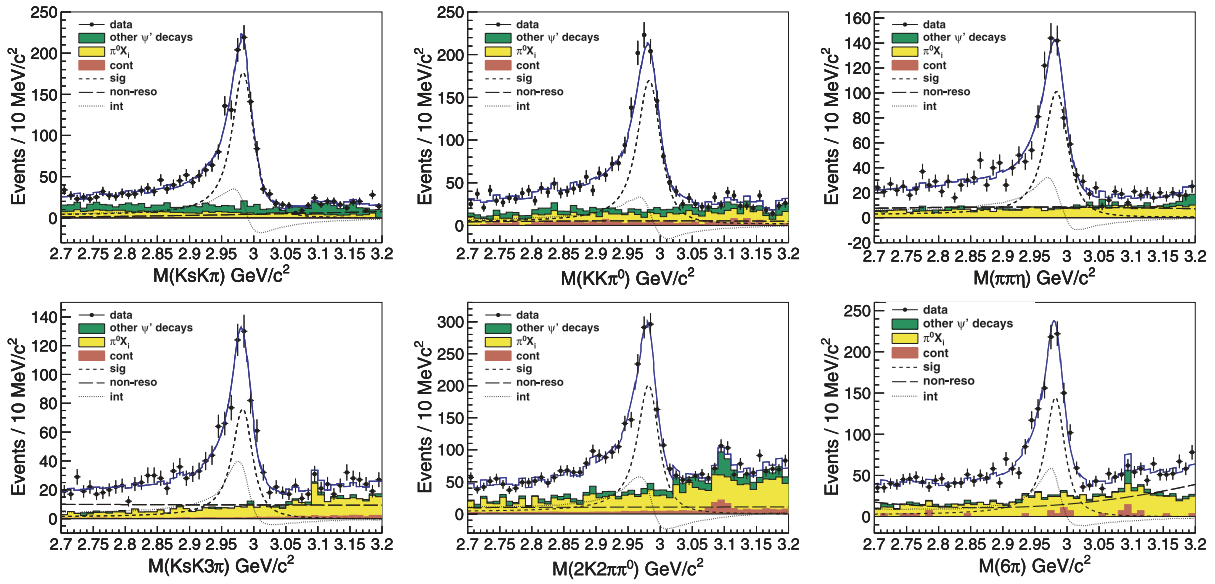 250
200
150
100
50
0
Events / 10 MeV/c²
data
other ψ' decays
π⁰Xᵢ
cont
sig
non-reso
int
2.7 2.75 2.8 2.85 2.9 2.95 3 3.05 3.1 3.15 3.2
M(KsKπ) GeV/c²
250
200
150
100
50
0
Events / 10 MeV/c²
data
other ψ' decays
π⁰Xᵢ
cont
sig
non-reso
int
2.7 2.75 2.8 2.85 2.9 2.95 3 3.05 3.1 3.15 3.2
M(KKπ⁰) GeV/c²
160
140
120
100
80
60
40
20
0
-20
Events / 10 MeV/c²
data
other ψ' decays
π⁰Xᵢ
cont
sig
non-reso
int
2.7 2.75 2.8 2.85 2.9 2.95 3 3.05 3.1 3.15 3.2
M(ππη) GeV/c²
140
120
100
80
60
40
20
0
Events / 10 MeV/c²
data
other ψ' decays
π⁰Xᵢ
cont
sig
non-reso
int
2.7 2.75 2.8 2.85 2.9 2.95 3 3.05 3.1 3.15 3.2
M(KsK3π) GeV/c²
300
200
100
0
Events / 10 MeV/c²
data
other ψ' decays
π⁰Xᵢ
cont
sig
non-reso
int
2.7 2.75 2.8 2.85 2.9 2.95 3 3.05 3.1 3.15 3.2
M(2K2ππ⁰) GeV/c²
250
200
150
100
50
0
Events / 10 MeV/c²
data
other ψ' decays
π⁰Xᵢ
cont
sig
non-reso
int
2.7 2.75 2.8 2.85 2.9 2.95 3 3.05 3.1 3.15 3.2
M(6π) GeV/c²